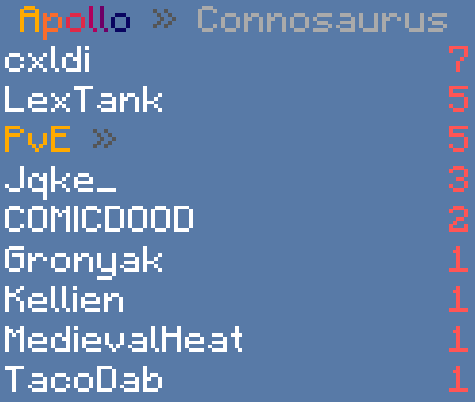 Apollo » Connosaurus
cxldi 7
LexTank 5
PvE » 5
Jqke_ 3
COMICDOOD 2
Gronyak 1
Kellien 1
MedievalHeat 1
TacoDab 1